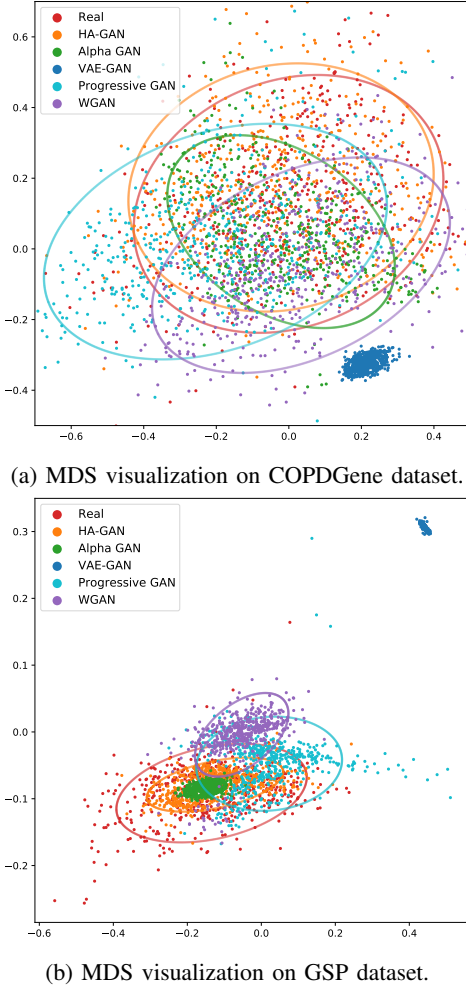 Real
HA-GAN
Alpha GAN
VAE-GAN
Progressive GAN
WGAN
0.6
0.4
0.2
0.0
−0.2
−0.4
−0.6 −0.4 −0.2 0.0 0.2 0.4
(a) MDS visualization on COPDGene dataset.
Real
HA-GAN
Alpha GAN
VAE-GAN
Progressive GAN
WGAN
0.3
0.2
0.1
0.0
−0.1
−0.2
−0.6 −0.4 −0.2 0.0 0.2 0.4
(b) MDS visualization on GSP dataset.